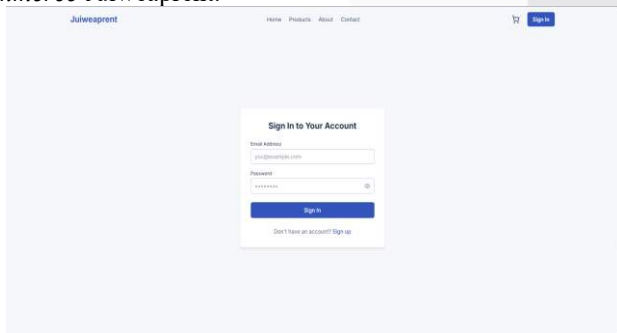 Juiweaprent
Home Products About Contact
Sign In
Sign In to Your Account
Email Address
you@example.com
Password
••••••••
Sign In
Don't have an account? Sign up